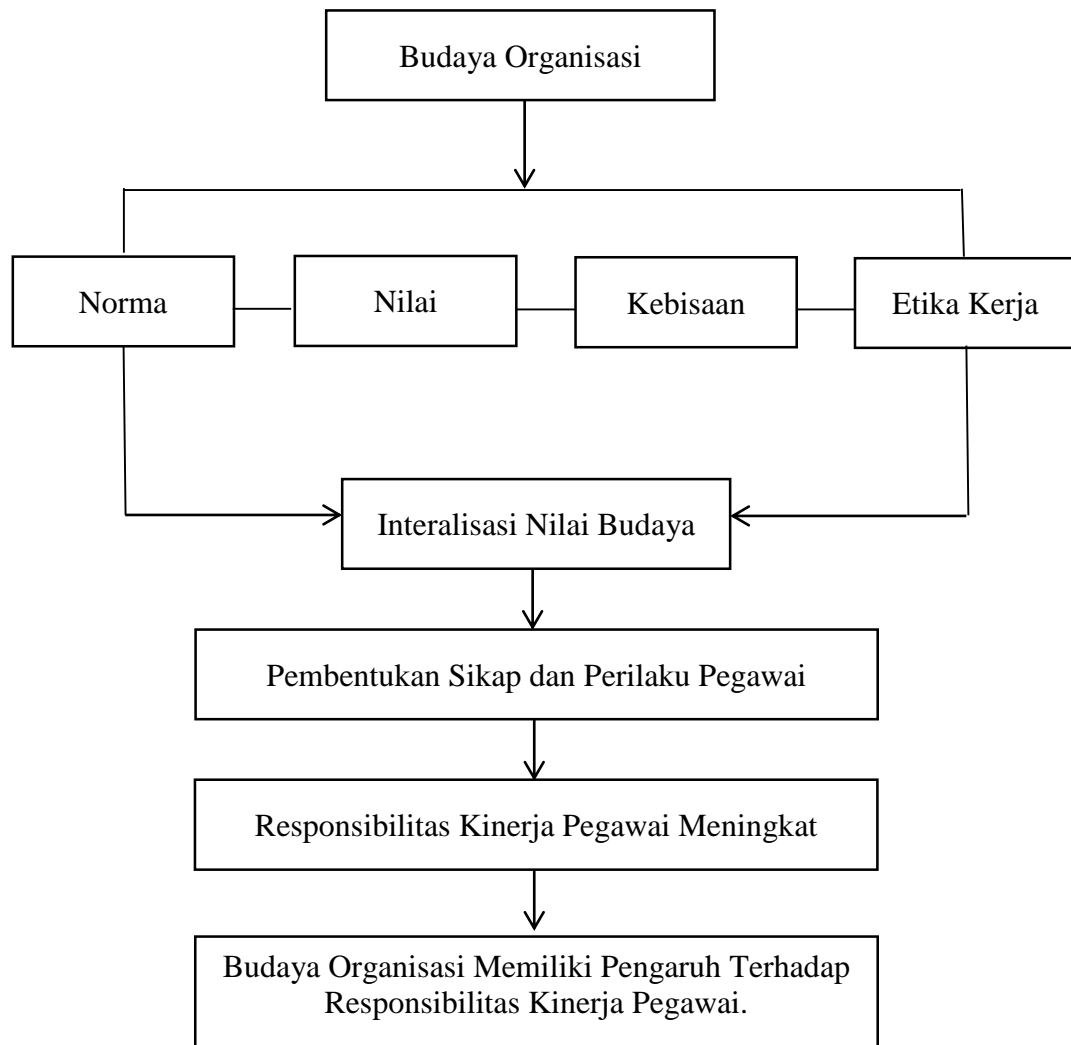 Budaya Organisasi
Norma
Nilai
Kebisaan
Etika Kerja
Interalisasi Nilai Budaya
Pembentukan Sikap dan Perilaku Pegawai
Responsibilitas Kinerja Pegawai Meningkat
Budaya Organisasi Memiliki Pengaruh Terhadap
Responsibilitas Kinerja Pegawai.